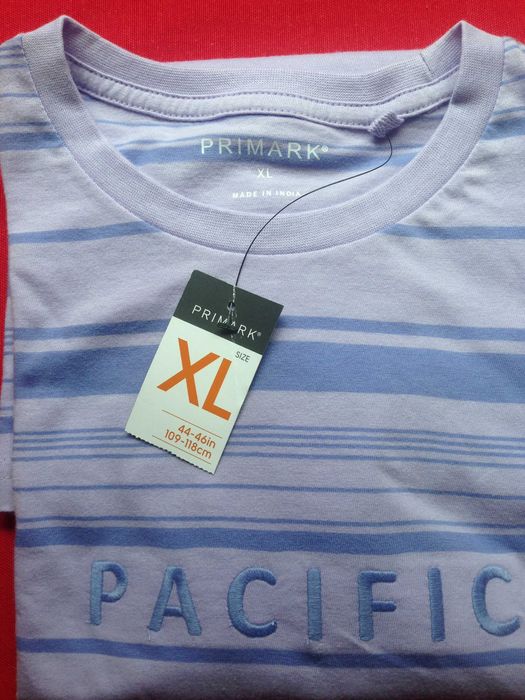 PRIMARK®
XL
MADE IN INDIA
PRIMARK®
SIZE
XL
44-46in
109-118cm
PACIFIC